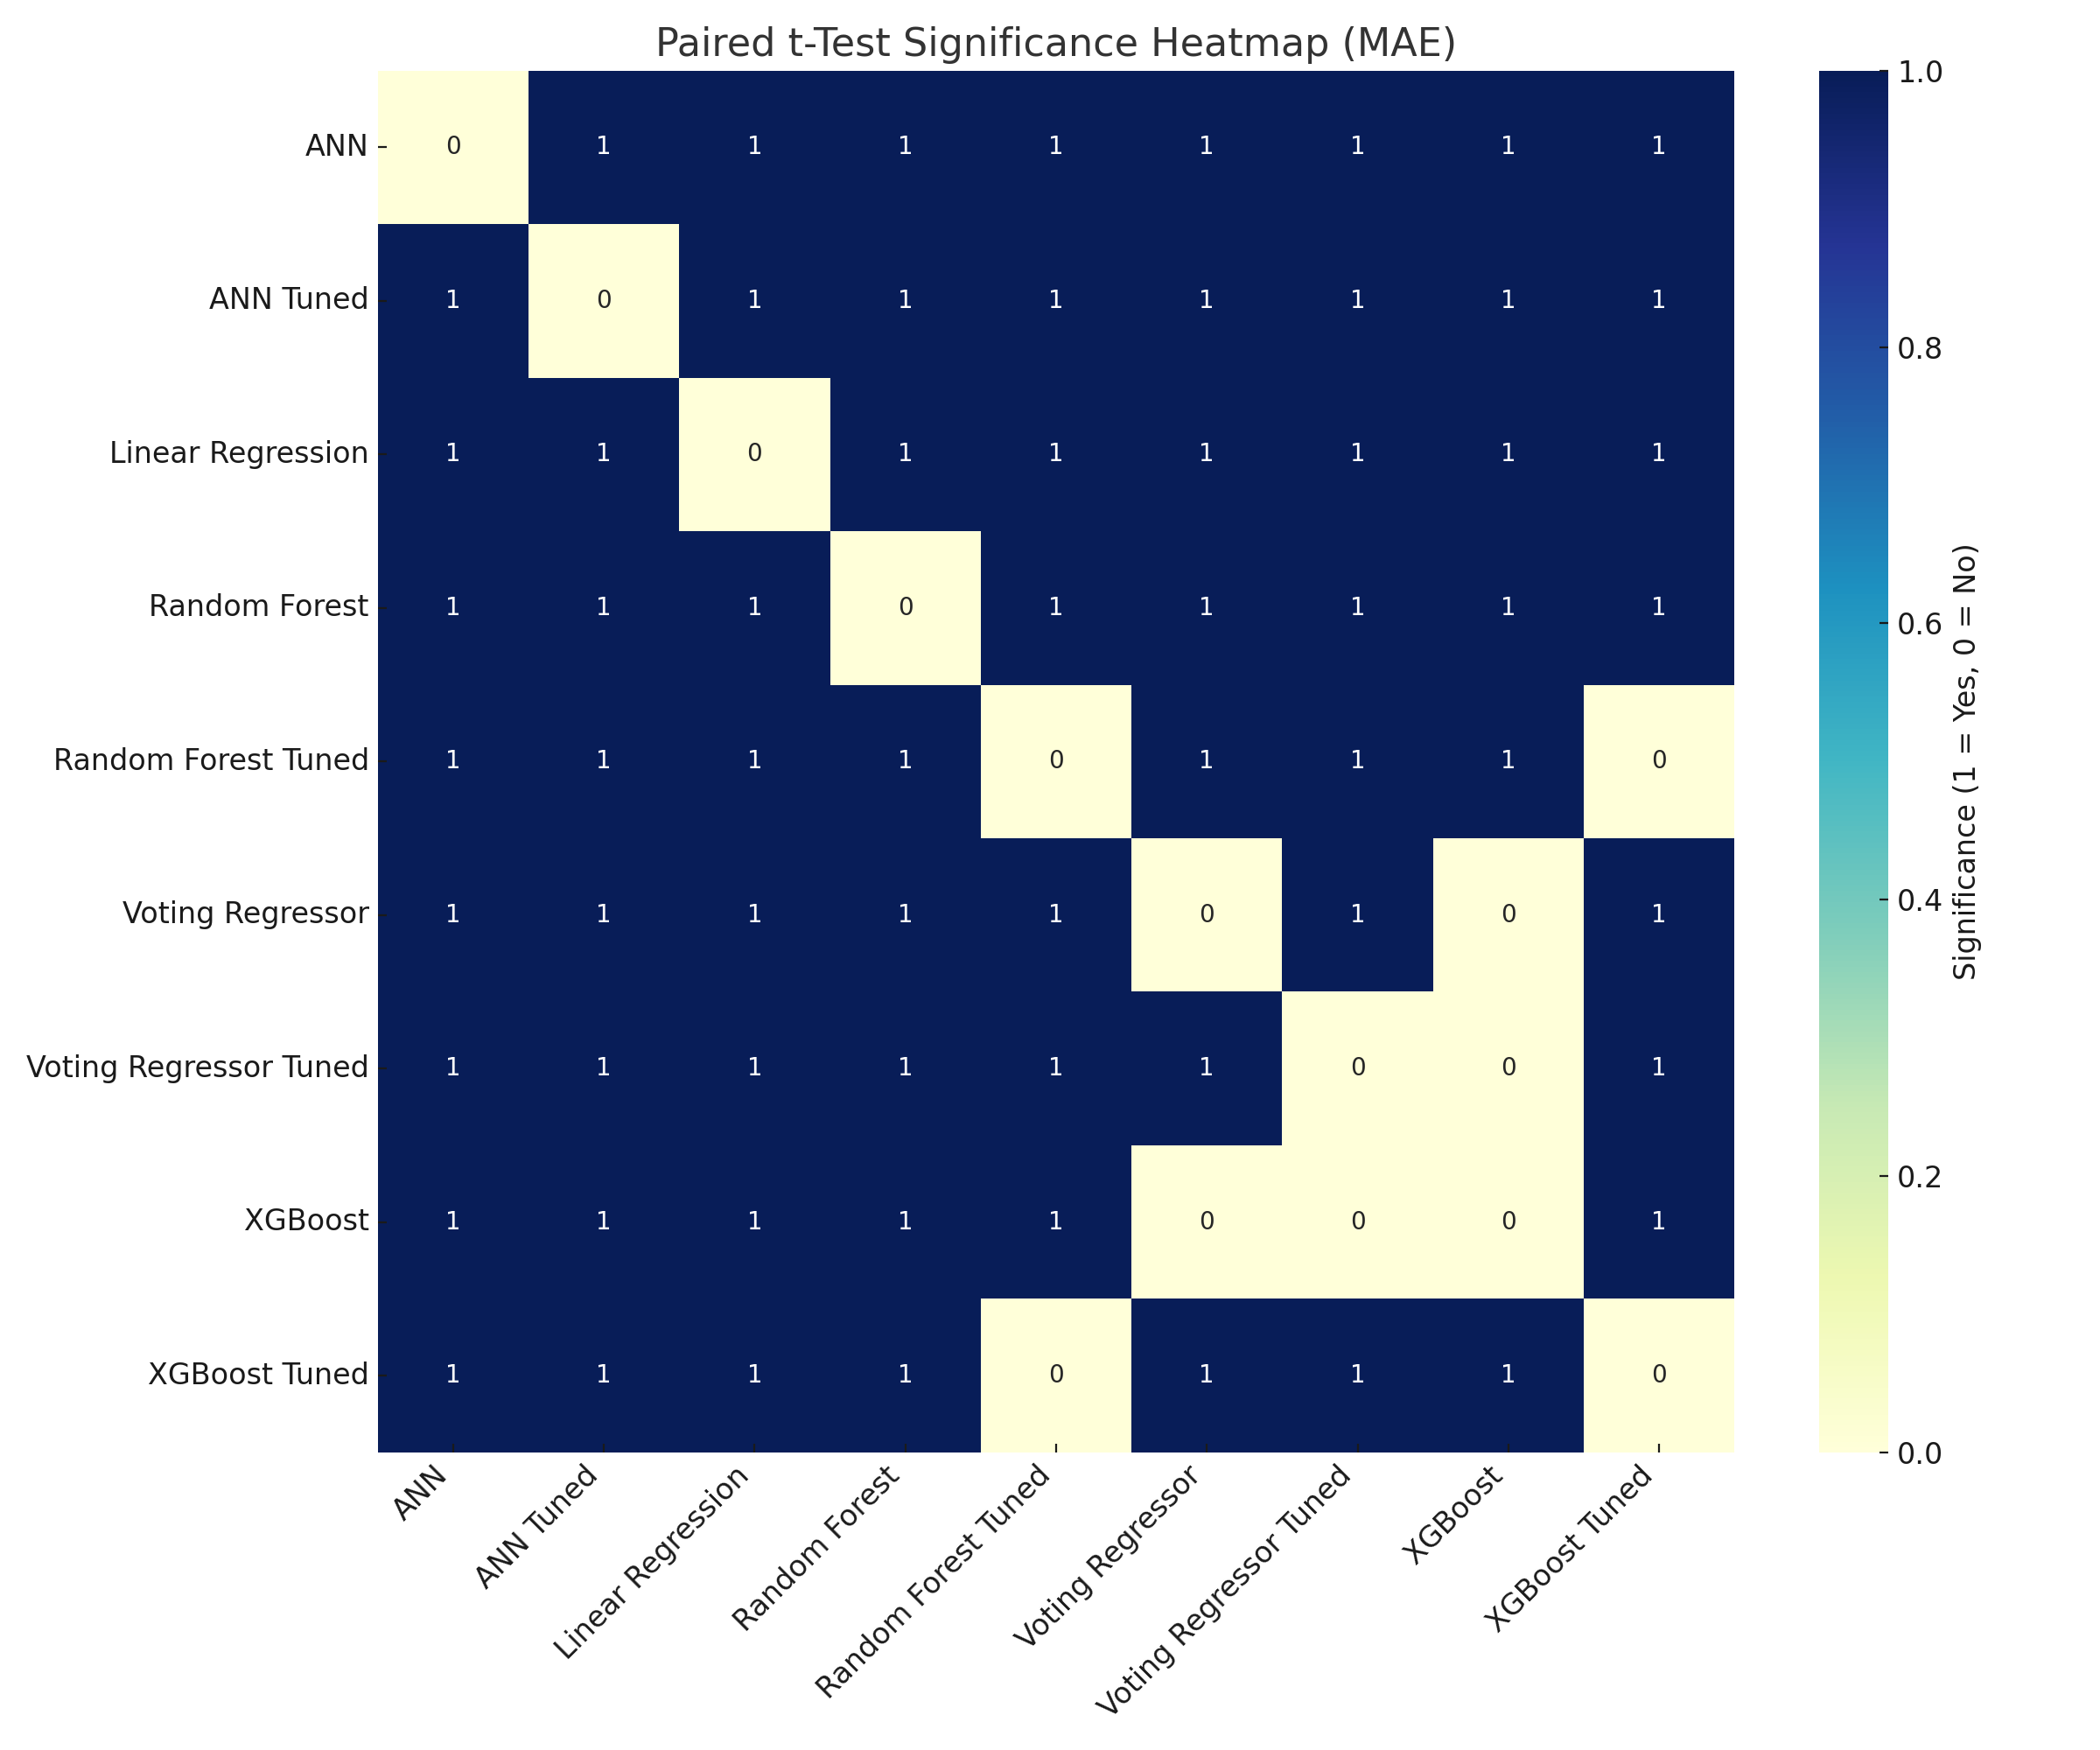 Paired t-Test Significance Heatmap (MAE)
ANN 0 1 1 1 1 1 1 1 1
ANN Tuned 1 0 1 1 1 1 1 1 1
Linear Regression 1 1 0 1 1 1 1 1 1
Random Forest 1 1 1 0 1 1 1 1 1
Random Forest Tuned 1 1 1 1 0 1 1 1 0
Voting Regressor 1 1 1 1 1 0 1 0 1
Voting Regressor Tuned 1 1 1 1 1 1 0 0 1
XGBoost 1 1 1 1 1 0 0 0 1
XGBoost Tuned 1 1 1 1 0 1 1 1 0
ANN
ANN Tuned
Linear Regression
Random Forest
Random Forest Tuned
Voting Regressor
Voting Regressor Tuned
XGBoost
XGBoost Tuned
1.0
0.8
0.6
0.4
0.2
0.0
Significance (1 = Yes, 0 = No)